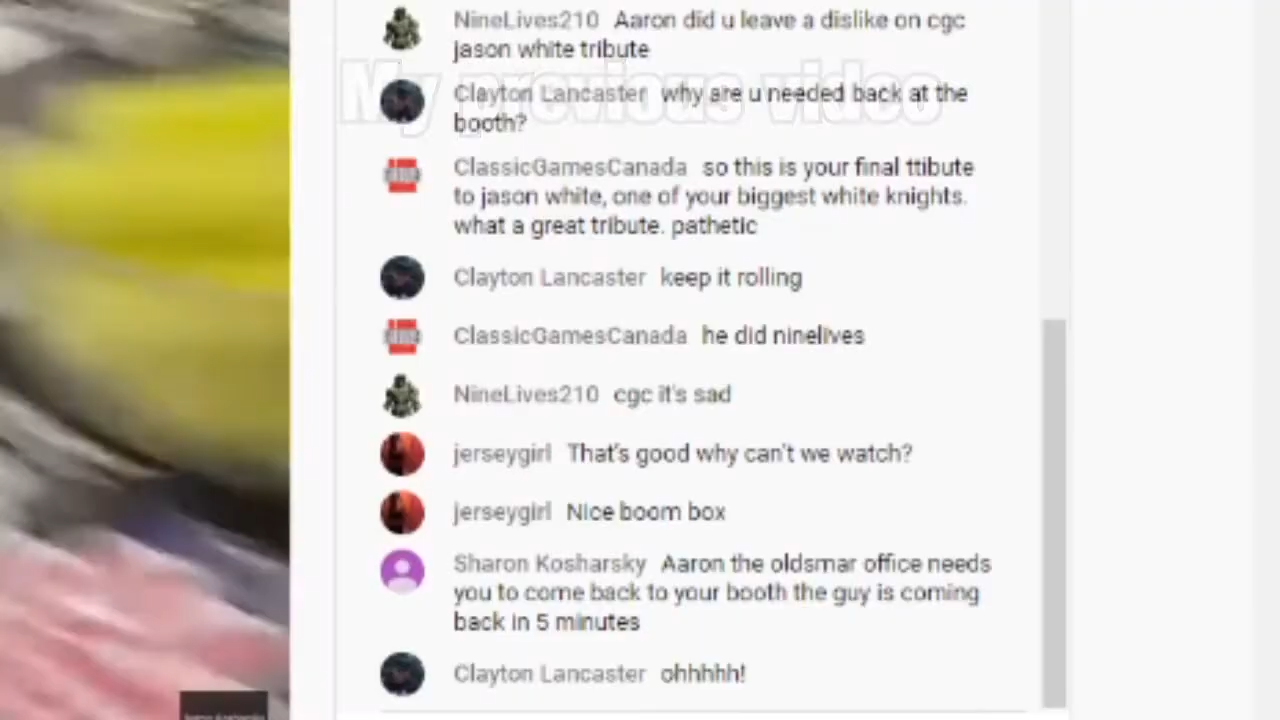 NineLives210 Aaron did u leave a dislike on cgc
jason white tribute
My previous video
Clayton Lancaster why are u needed back at the
booth?
ClassicGamesCanada so this is your final ttibute
to jason white, one of your biggest white knights.
what a great tribute. pathetic
Clayton Lancaster keep it rolling
ClassicGamesCanada he did ninelives
NineLives210 cgc it's sad
jerseygirl That's good why can't we watch?
jerseygirl Nice boom box
Sharon Kosharsky Aaron the oldsmar office needs
you to come back to your booth the guy is coming
back in 5 minutes
Clayton Lancaster ohhhhh!